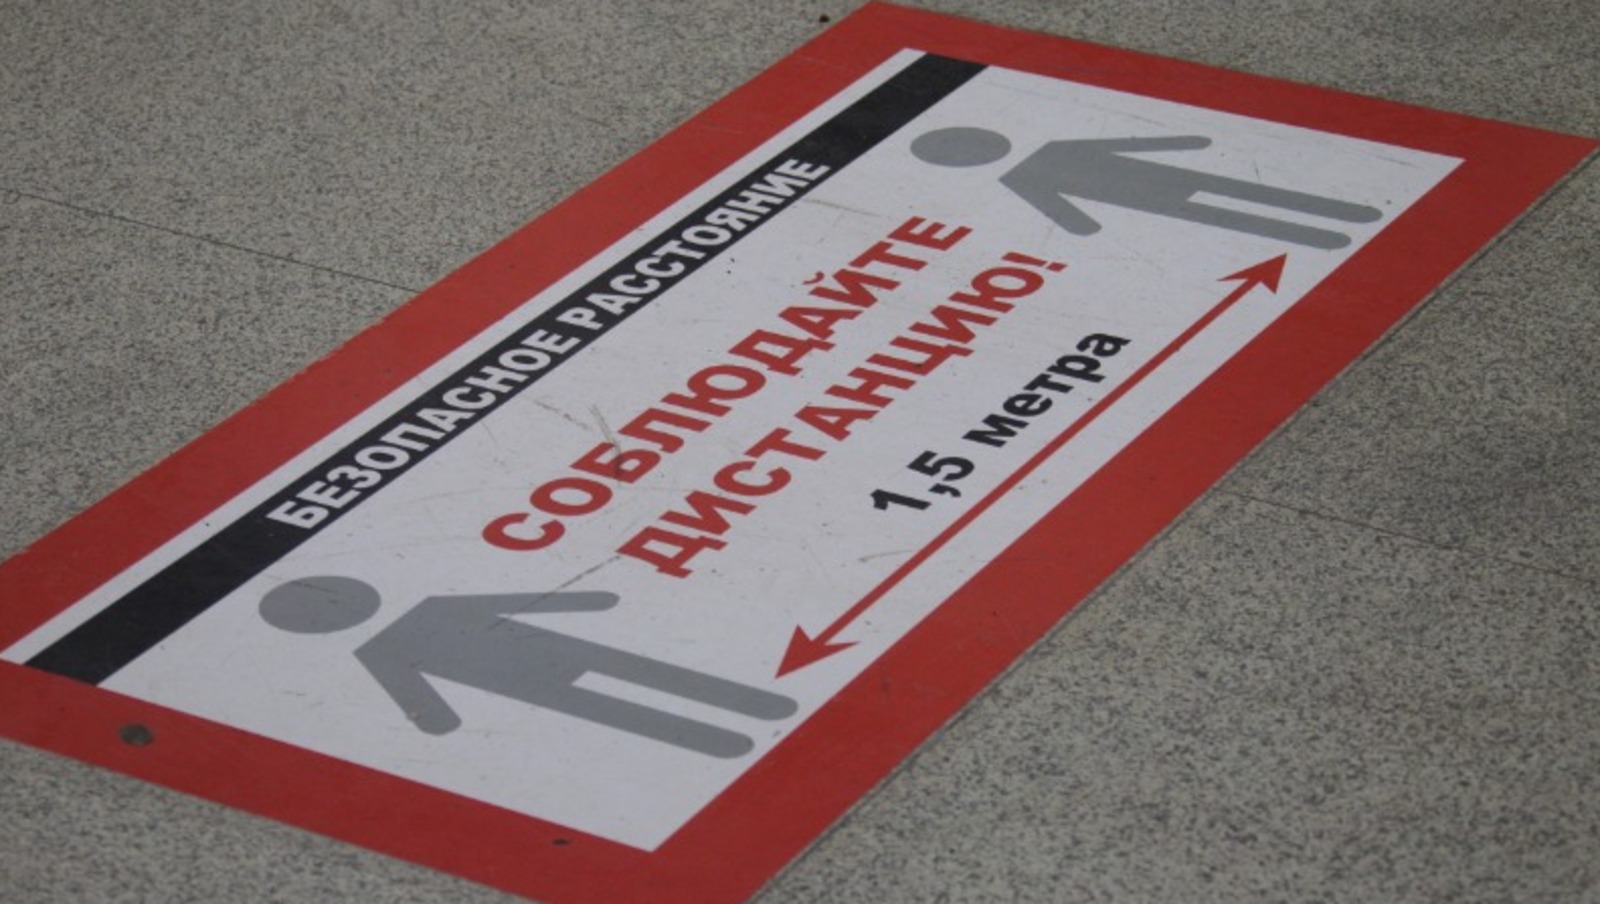 БЕЗОПАСНОЕ РАССТОЯНИЕ
СОБЛЮДАЙТЕ
ДИСТАНЦИЮ!
1,5 метра